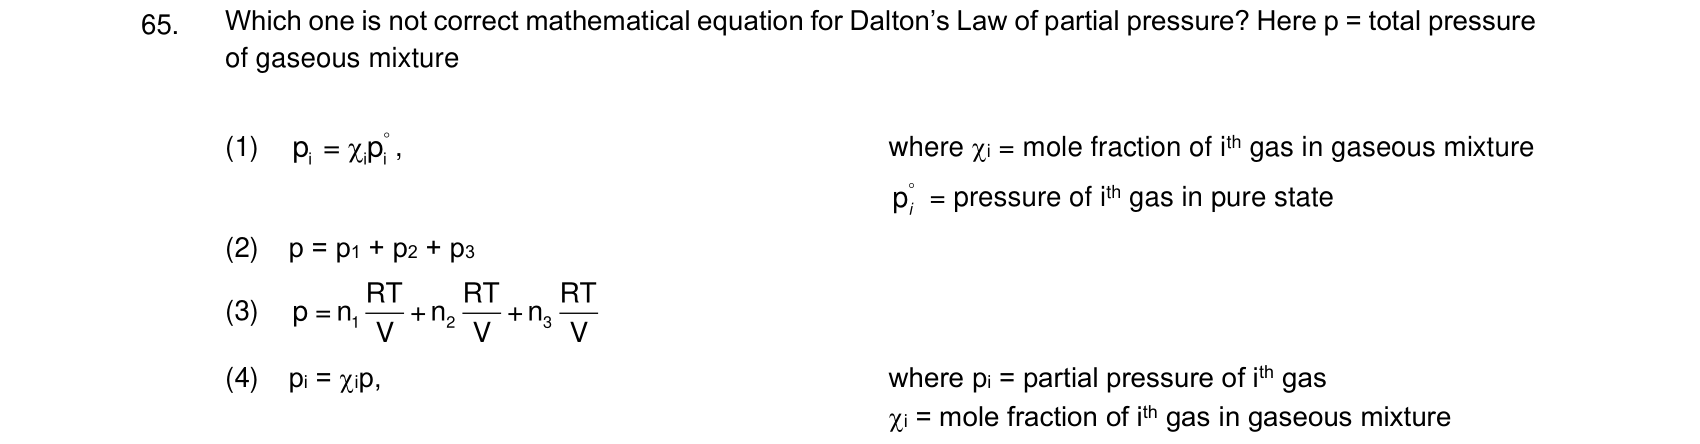 65. Which one is not correct mathematical equation for Dalton’s Law of partial pressure? Here p = total pressure
of gaseous mixture
(1) pᵢ = χᵢpᵢ°, where χi = mole fraction of iᵗʰ gas in gaseous mixture
pᵢ° = pressure of iᵗʰ gas in pure state
(2) p = p₁ + p₂ + p₃
(3) p = n₁ RT/V + n₂ RT/V + n₃ RT/V
(4) pi = χip, where pi = partial pressure of iᵗʰ gas
χi = mole fraction of iᵗʰ gas in gaseous mixture